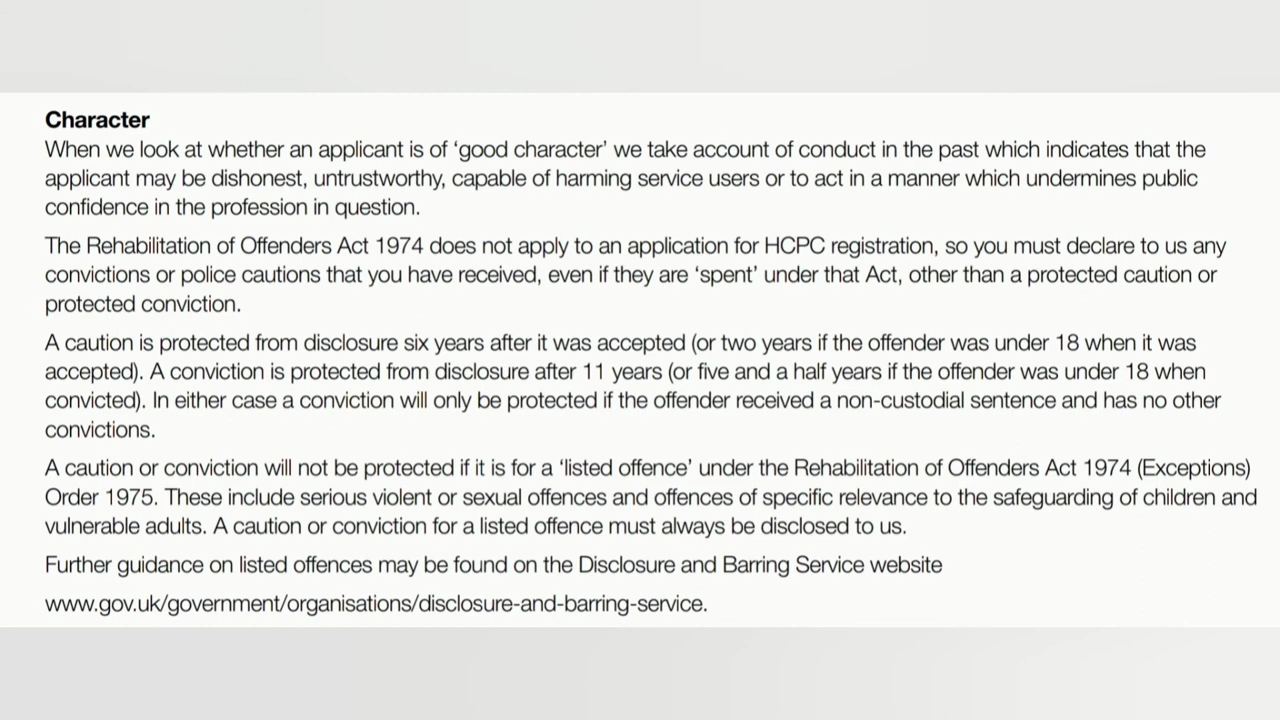 Character
When we look at whether an applicant is of ‘good character’ we take account of conduct in the past which indicates that the
applicant may be dishonest, untrustworthy, capable of harming service users or to act in a manner which undermines public
confidence in the profession in question.
The Rehabilitation of Offenders Act 1974 does not apply to an application for HCPC registration, so you must declare to us any
convictions or police cautions that you have received, even if they are ‘spent’ under that Act, other than a protected caution or
protected conviction.
A caution is protected from disclosure six years after it was accepted (or two years if the offender was under 18 when it was
accepted). A conviction is protected from disclosure after 11 years (or five and a half years if the offender was under 18 when
convicted). In either case a conviction will only be protected if the offender received a non-custodial sentence and has no other
convictions.
A caution or conviction will not be protected if it is for a ‘listed offence’ under the Rehabilitation of Offenders Act 1974 (Exceptions)
Order 1975. These include serious violent or sexual offences and offences of specific relevance to the safeguarding of children and
vulnerable adults. A caution or conviction for a listed offence must always be disclosed to us.
Further guidance on listed offences may be found on the Disclosure and Barring Service website
www.gov.uk/government/organisations/disclosure-and-barring-service.